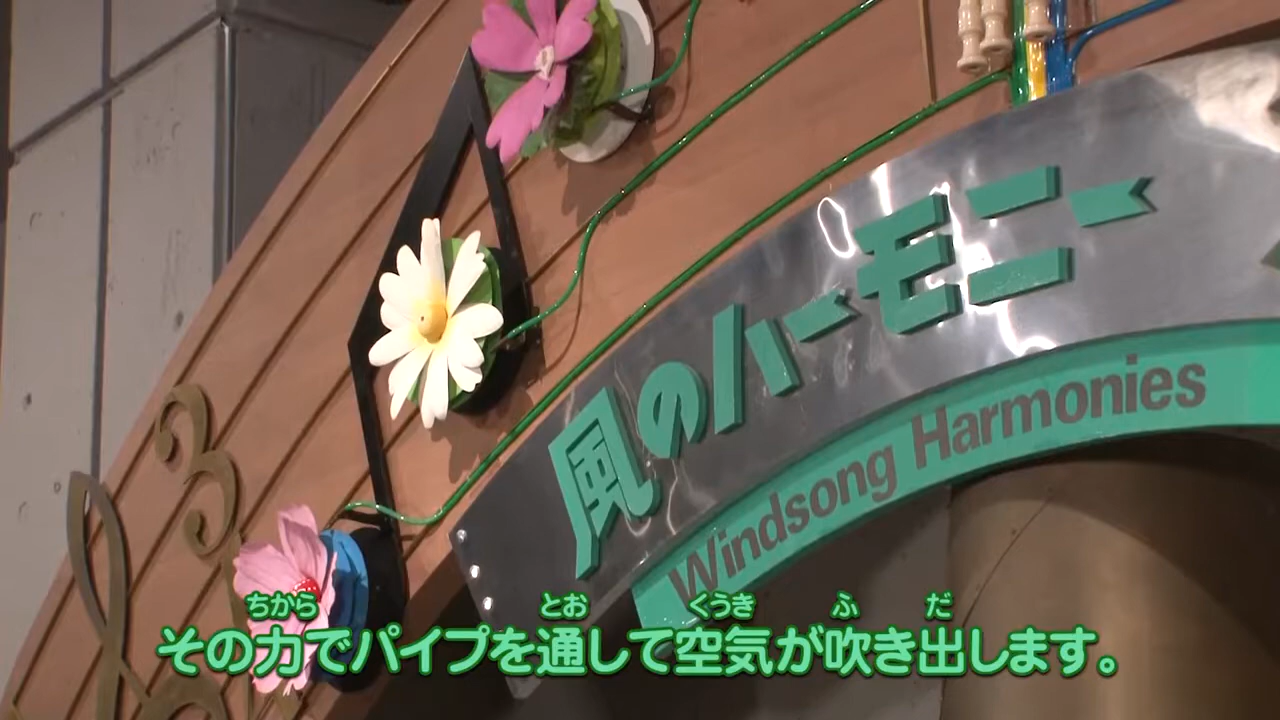 風のハーモニー
Windsong Harmonies
ちから とお くうき ふ だ
その力でパイプを通して空気が吹き出します。